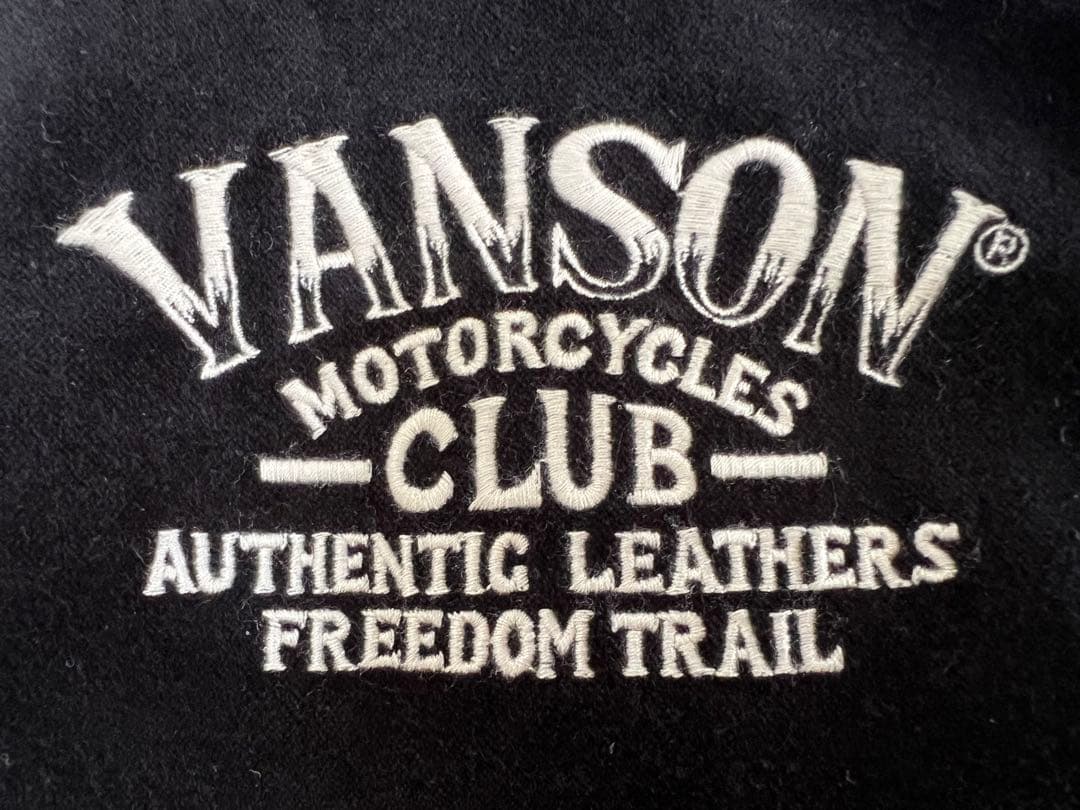 VANSON®
MOTORCYCLES
CLUB
AUTHENTIC LEATHERS
FREEDOM TRAIL